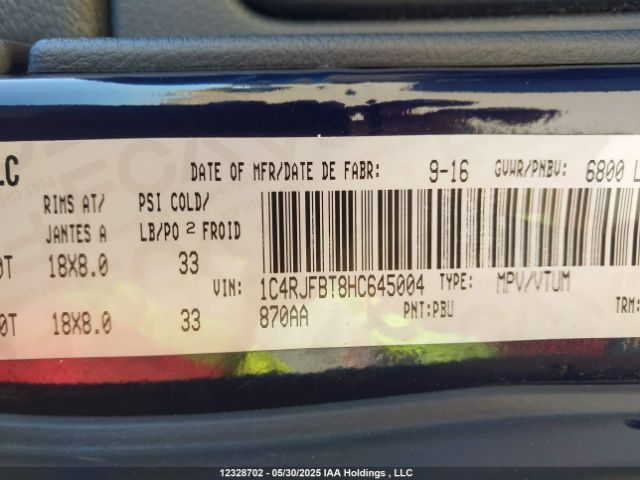 LC DATE OF MFR/DATE DE FABR: 9-16 GVWR/PNBV: 6800 L
RIMS AT/ PSI COLD/
JANTES A LB/PO 2 FROID
0T 18X8.0 33
VIN: 1C4RJFBT8HC645004 TYPE: MPV/VTUM
0T 18X8.0 33 870AA PNT:PBU TRM:
12328702 - 05/30/2025 IAA Holdings , LLC